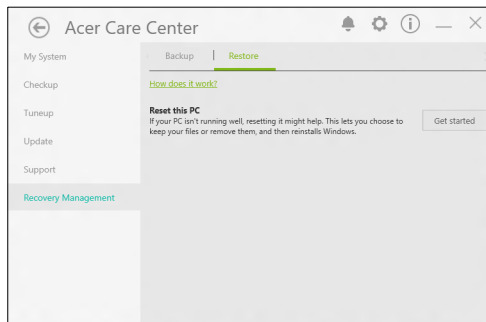 Acer Care Center
My System
Checkup
Tuneup
Update
Support
Recovery Management
Backup
Restore
How does it work?
Reset this PC
If your PC isn't running well, resetting it might help. This lets you choose to
keep your files or remove them, and then reinstalls Windows.
Get started